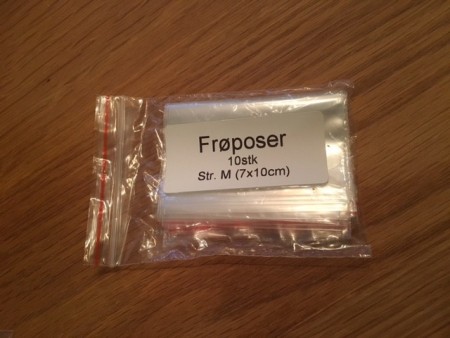 Frøposer
10stk
Str. M (7x10cm)